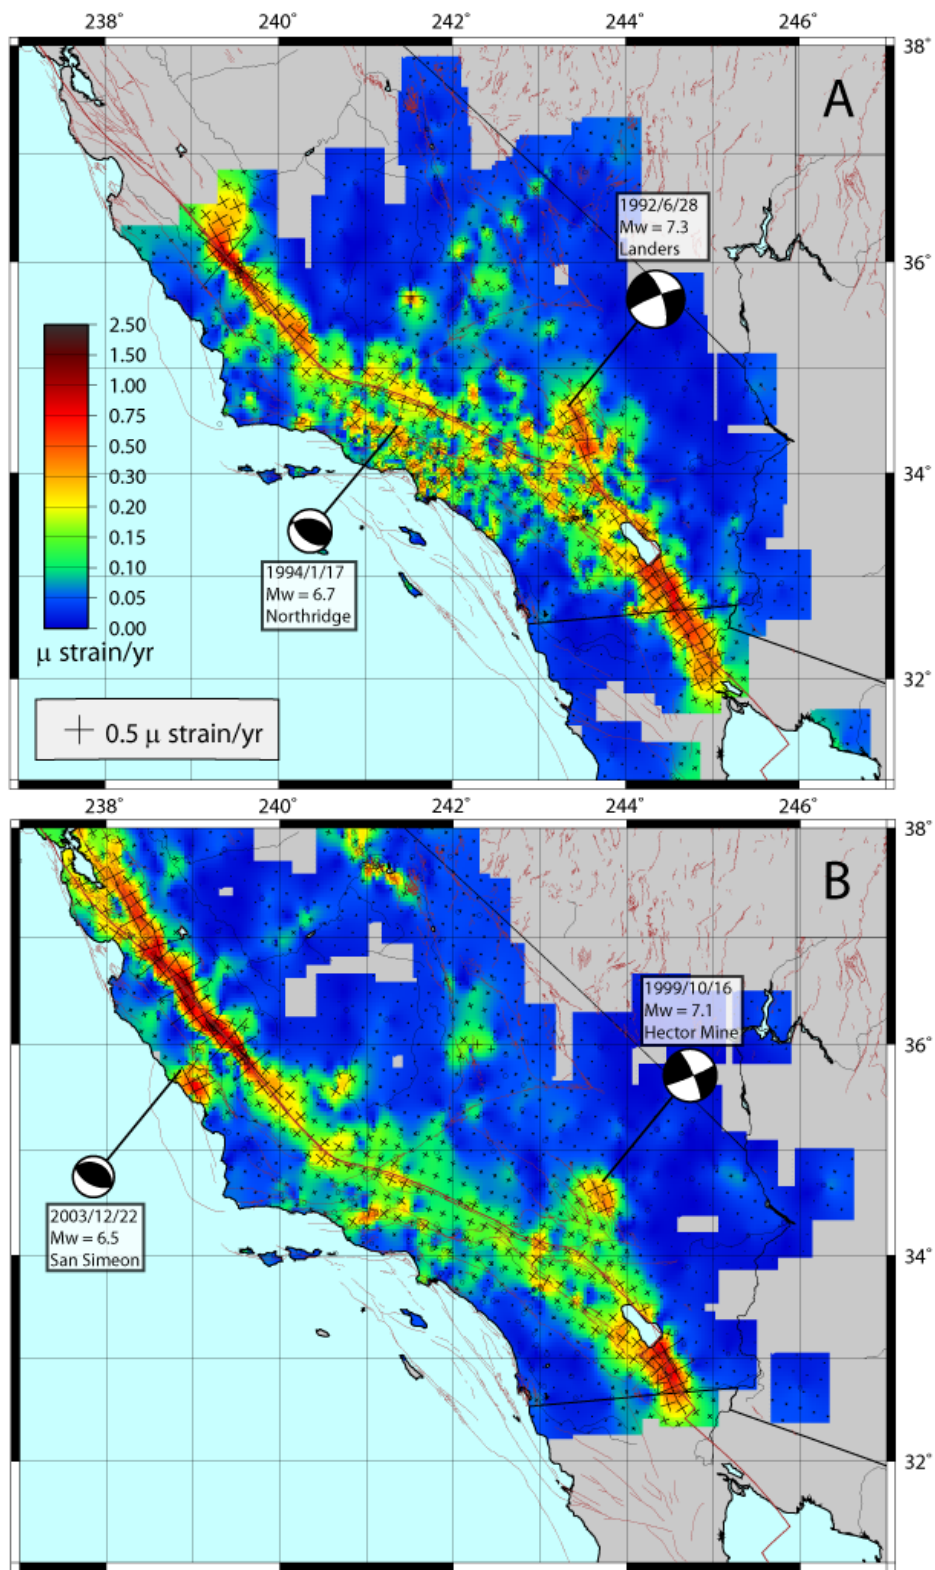 238° 240° 242° 244° 246°
38°
A
1992/6/28
Mw = 7.3
Landers
36°
2.50
1.50
1.00
0.75
0.50
0.30
0.20
0.15
0.10
0.05
0.00
μ strain/yr
34°
1994/1/17
Mw = 6.7
Northridge
32°
0.5 μ strain/yr
238° 240° 242° 244° 246°
38°
B
1999/10/16
Mw = 7.1
Hector Mine
36°
2003/12/22
Mw = 6.5
San Simeon
34°
32°